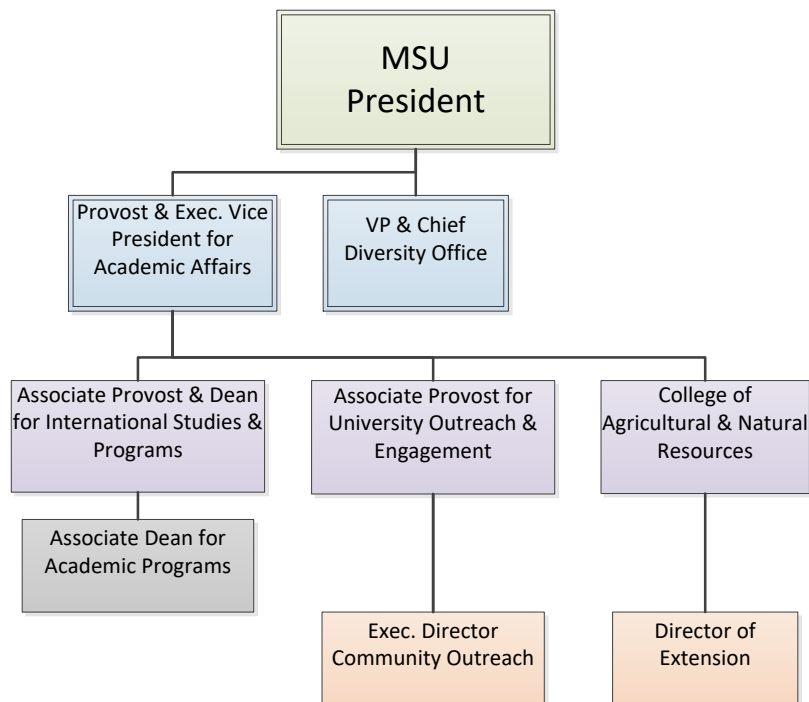 MSU
President
Provost & Exec. Vice
President for
Academic Affairs
VP & Chief
Diversity Office
Associate Provost & Dean
for International Studies &
Programs
Associate Provost for
University Outreach &
Engagement
College of
Agricultural & Natural
Resources
Associate Dean for
Academic Programs
Exec. Director
Community Outreach
Director of
Extension